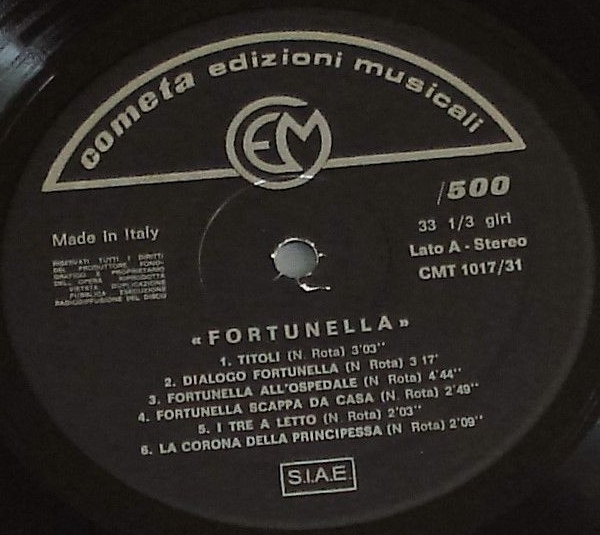 cometa edizioni musicali
CEM
/500
Made in Italy
33 1/3 giri
Lato A - Stereo
CMT 1017/31
RISERVATI TUTTI I DIRITTI
DEL PRODUTTORE FONO-
GRAFICO E PROPRIETARIO
DELL'OPERA RIPRODOTTA
VIETATA DUPLICAZIONE
PUBBLICA ESECUZIONE
RADIODIFFUSIONE DEL DISCO
«FORTUNELLA»
1. TITOLI (N. Rota) 3'03''
2. DIALOGO FORTUNELLA (N Rota) 3 17'
3. FORTUNELLA ALL'OSPEDALE (N Rota) 4'44''
4. FORTUNELLA SCAPPA DA CASA (N Rota) 2'49''
5. I TRE A LETTO (N Rota) 2'03''
6. LA CORONA DELLA PRINCIPESSA (N Rota) 2'09''
S.I.A.E.